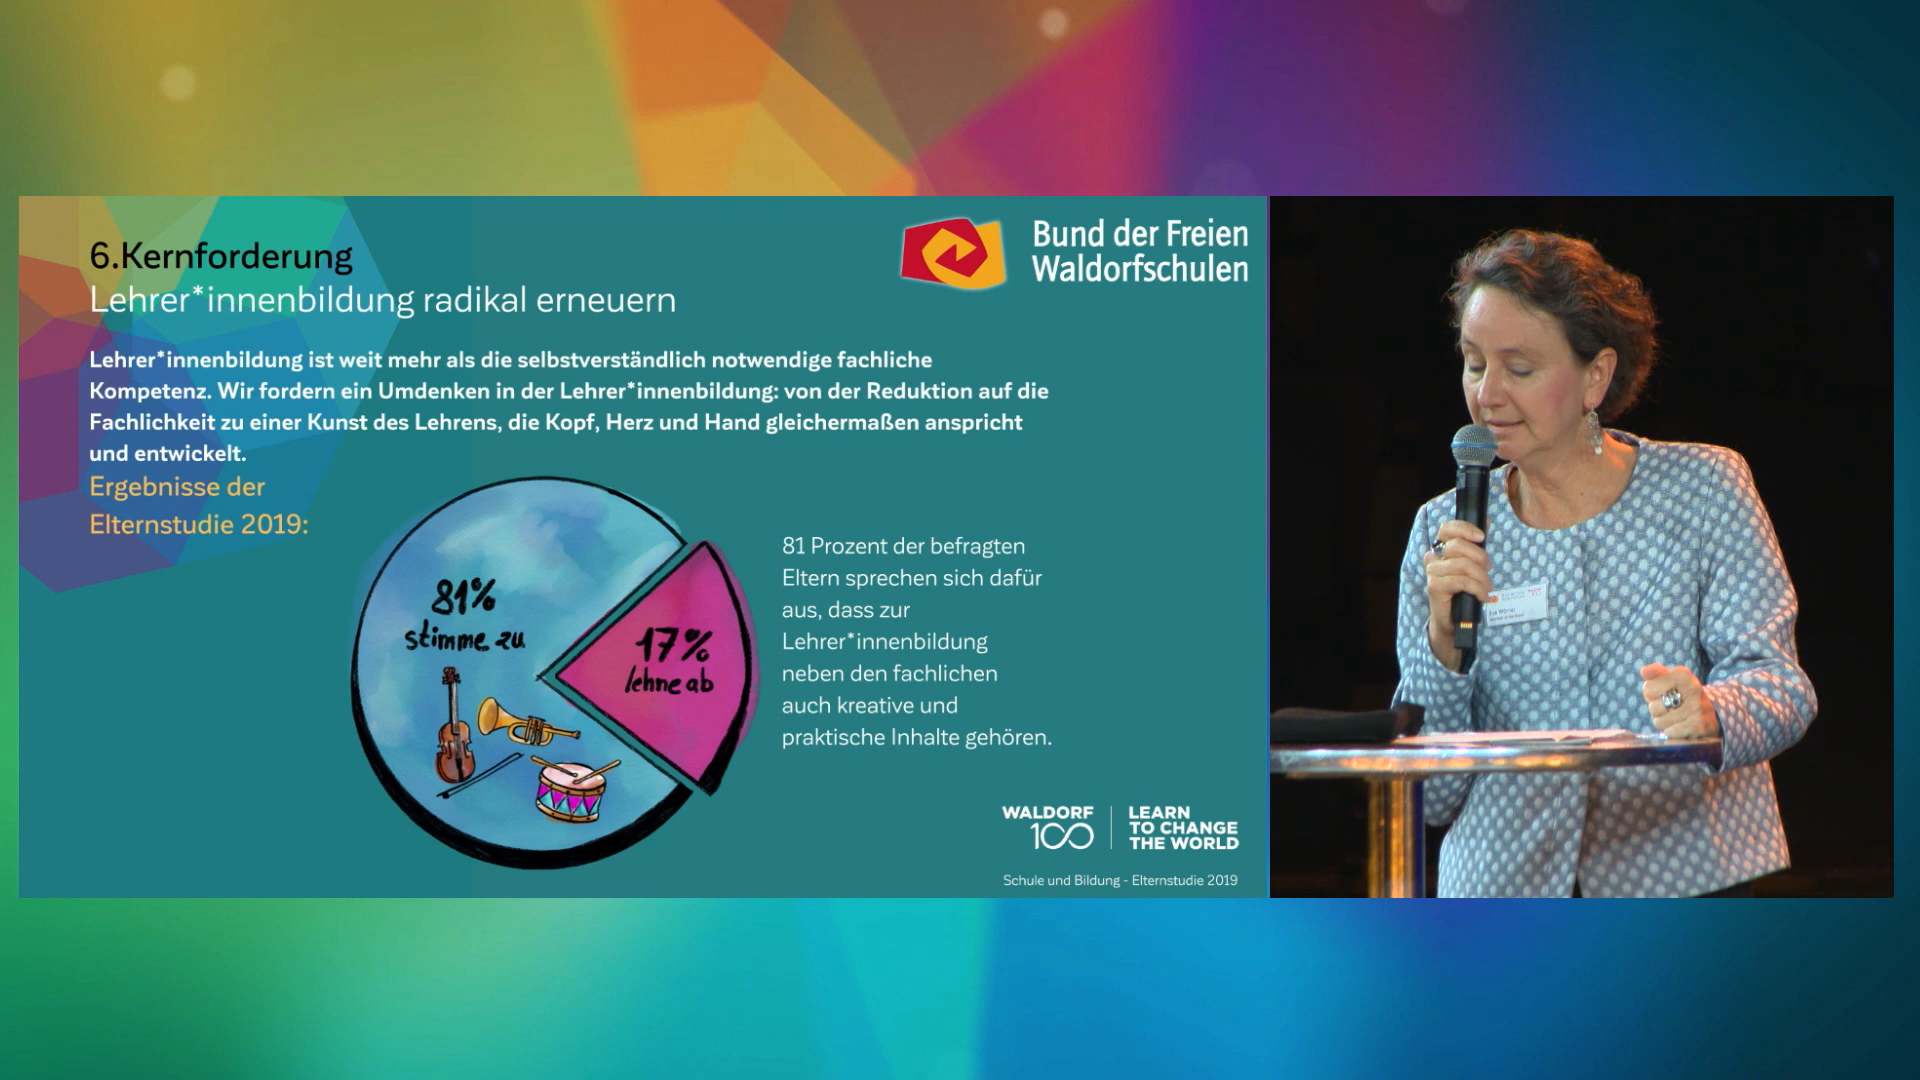 6.Kernforderung
Lehrer*innenbildung radikal erneuern
Bund der Freien
Waldorfschulen
Lehrer*innenbildung ist weit mehr als die selbstverständlich notwendige fachliche
Kompetenz. Wir fordern ein Umdenken in der Lehrer*innenbildung: von der Reduktion auf die
Fachlichkeit zu einer Kunst des Lehrens, die Kopf, Herz und Hand gleichermaßen anspricht
und entwickelt.
Ergebnisse der
Elternstudie 2019:
81%
stimme zu
17%
lehne ab
81 Prozent der befragten
Eltern sprechen sich dafür
aus, dass zur
Lehrer*innenbildung
neben den fachlichen
auch kreative und
praktische Inhalte gehören.
WALDORF
100
LEARN
TO CHANGE
THE WORLD
Schule und Bildung - Elternstudie 2019